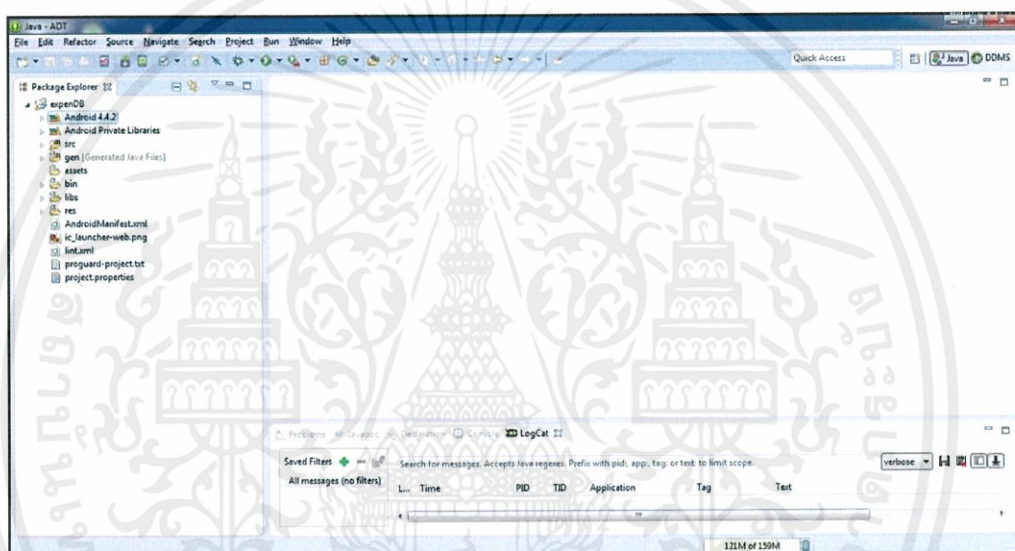 Java - ADT
File Edit Refactor Source Navigate Search Project Run Window Help
Quick Access
Java
DDMS
Package Explorer
expenDB
Android 4.4.2
Android Private Libraries
src
gen [Generated Java Files]
assets
bin
libs
res
AndroidManifest.xml
ic_launcher-web.png
lint.xml
proguard-project.txt
project.properties
Problems Javadoc Declaration Console LogCat
Saved Filters
Search for messages. Accepts Java regexes. Prefix with pid:, app:, tag: or text: to limit scope.
verbose
All messages (no filters)
L... Time PID TID Application Tag Text
121M of 159M